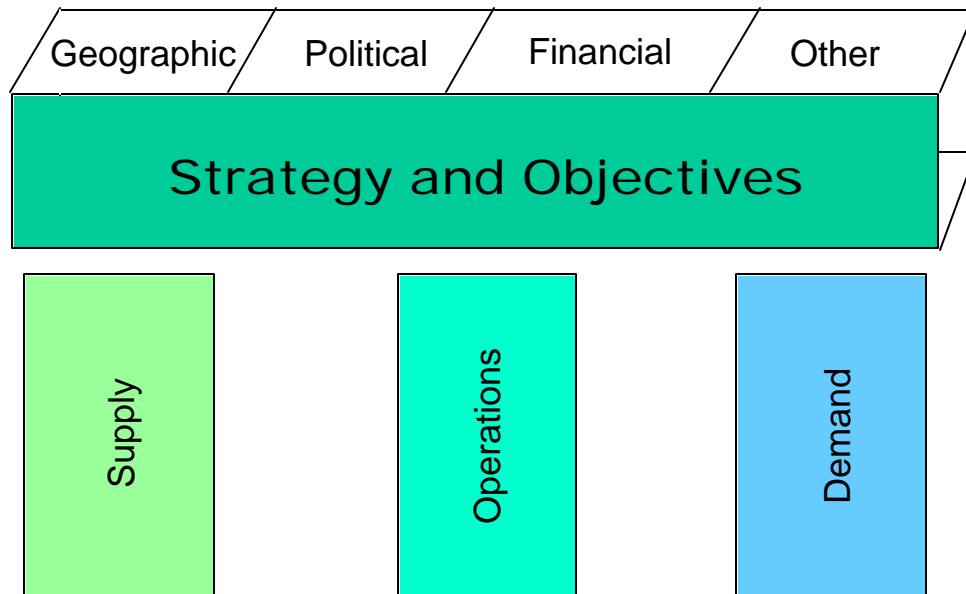 Geographic Political Financial Other
Strategy and Objectives
Supply
Operations
Demand